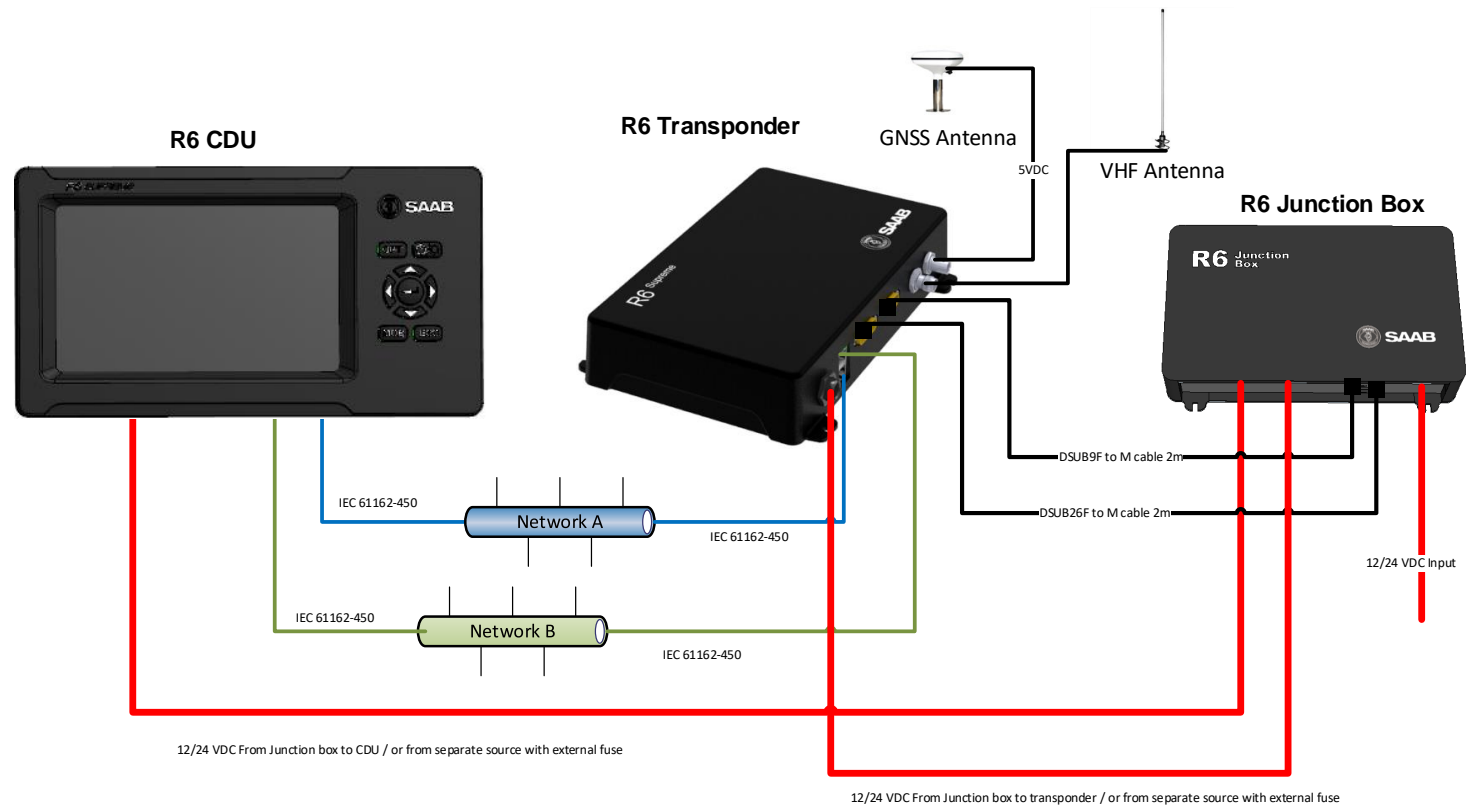 R6 CDU
R6 Transponder
GNSS Antenna
5VDC
VHF Antenna
R6 Junction Box
SAAB
MOB
R6 Supreme
SAAB
R6 Junction
Box
SAAB
IEC 61162-450
Network A
IEC 61162-450
IEC 61162-450
Network B
IEC 61162-450
DSUB9F to M cable 2m
DSUB26F to M cable 2m
12/24 VDC Input
12/24 VDC From Junction box to CDU / or from separate source with external fuse
12/24 VDC From Junction box to transponder / or from separate source with external fuse